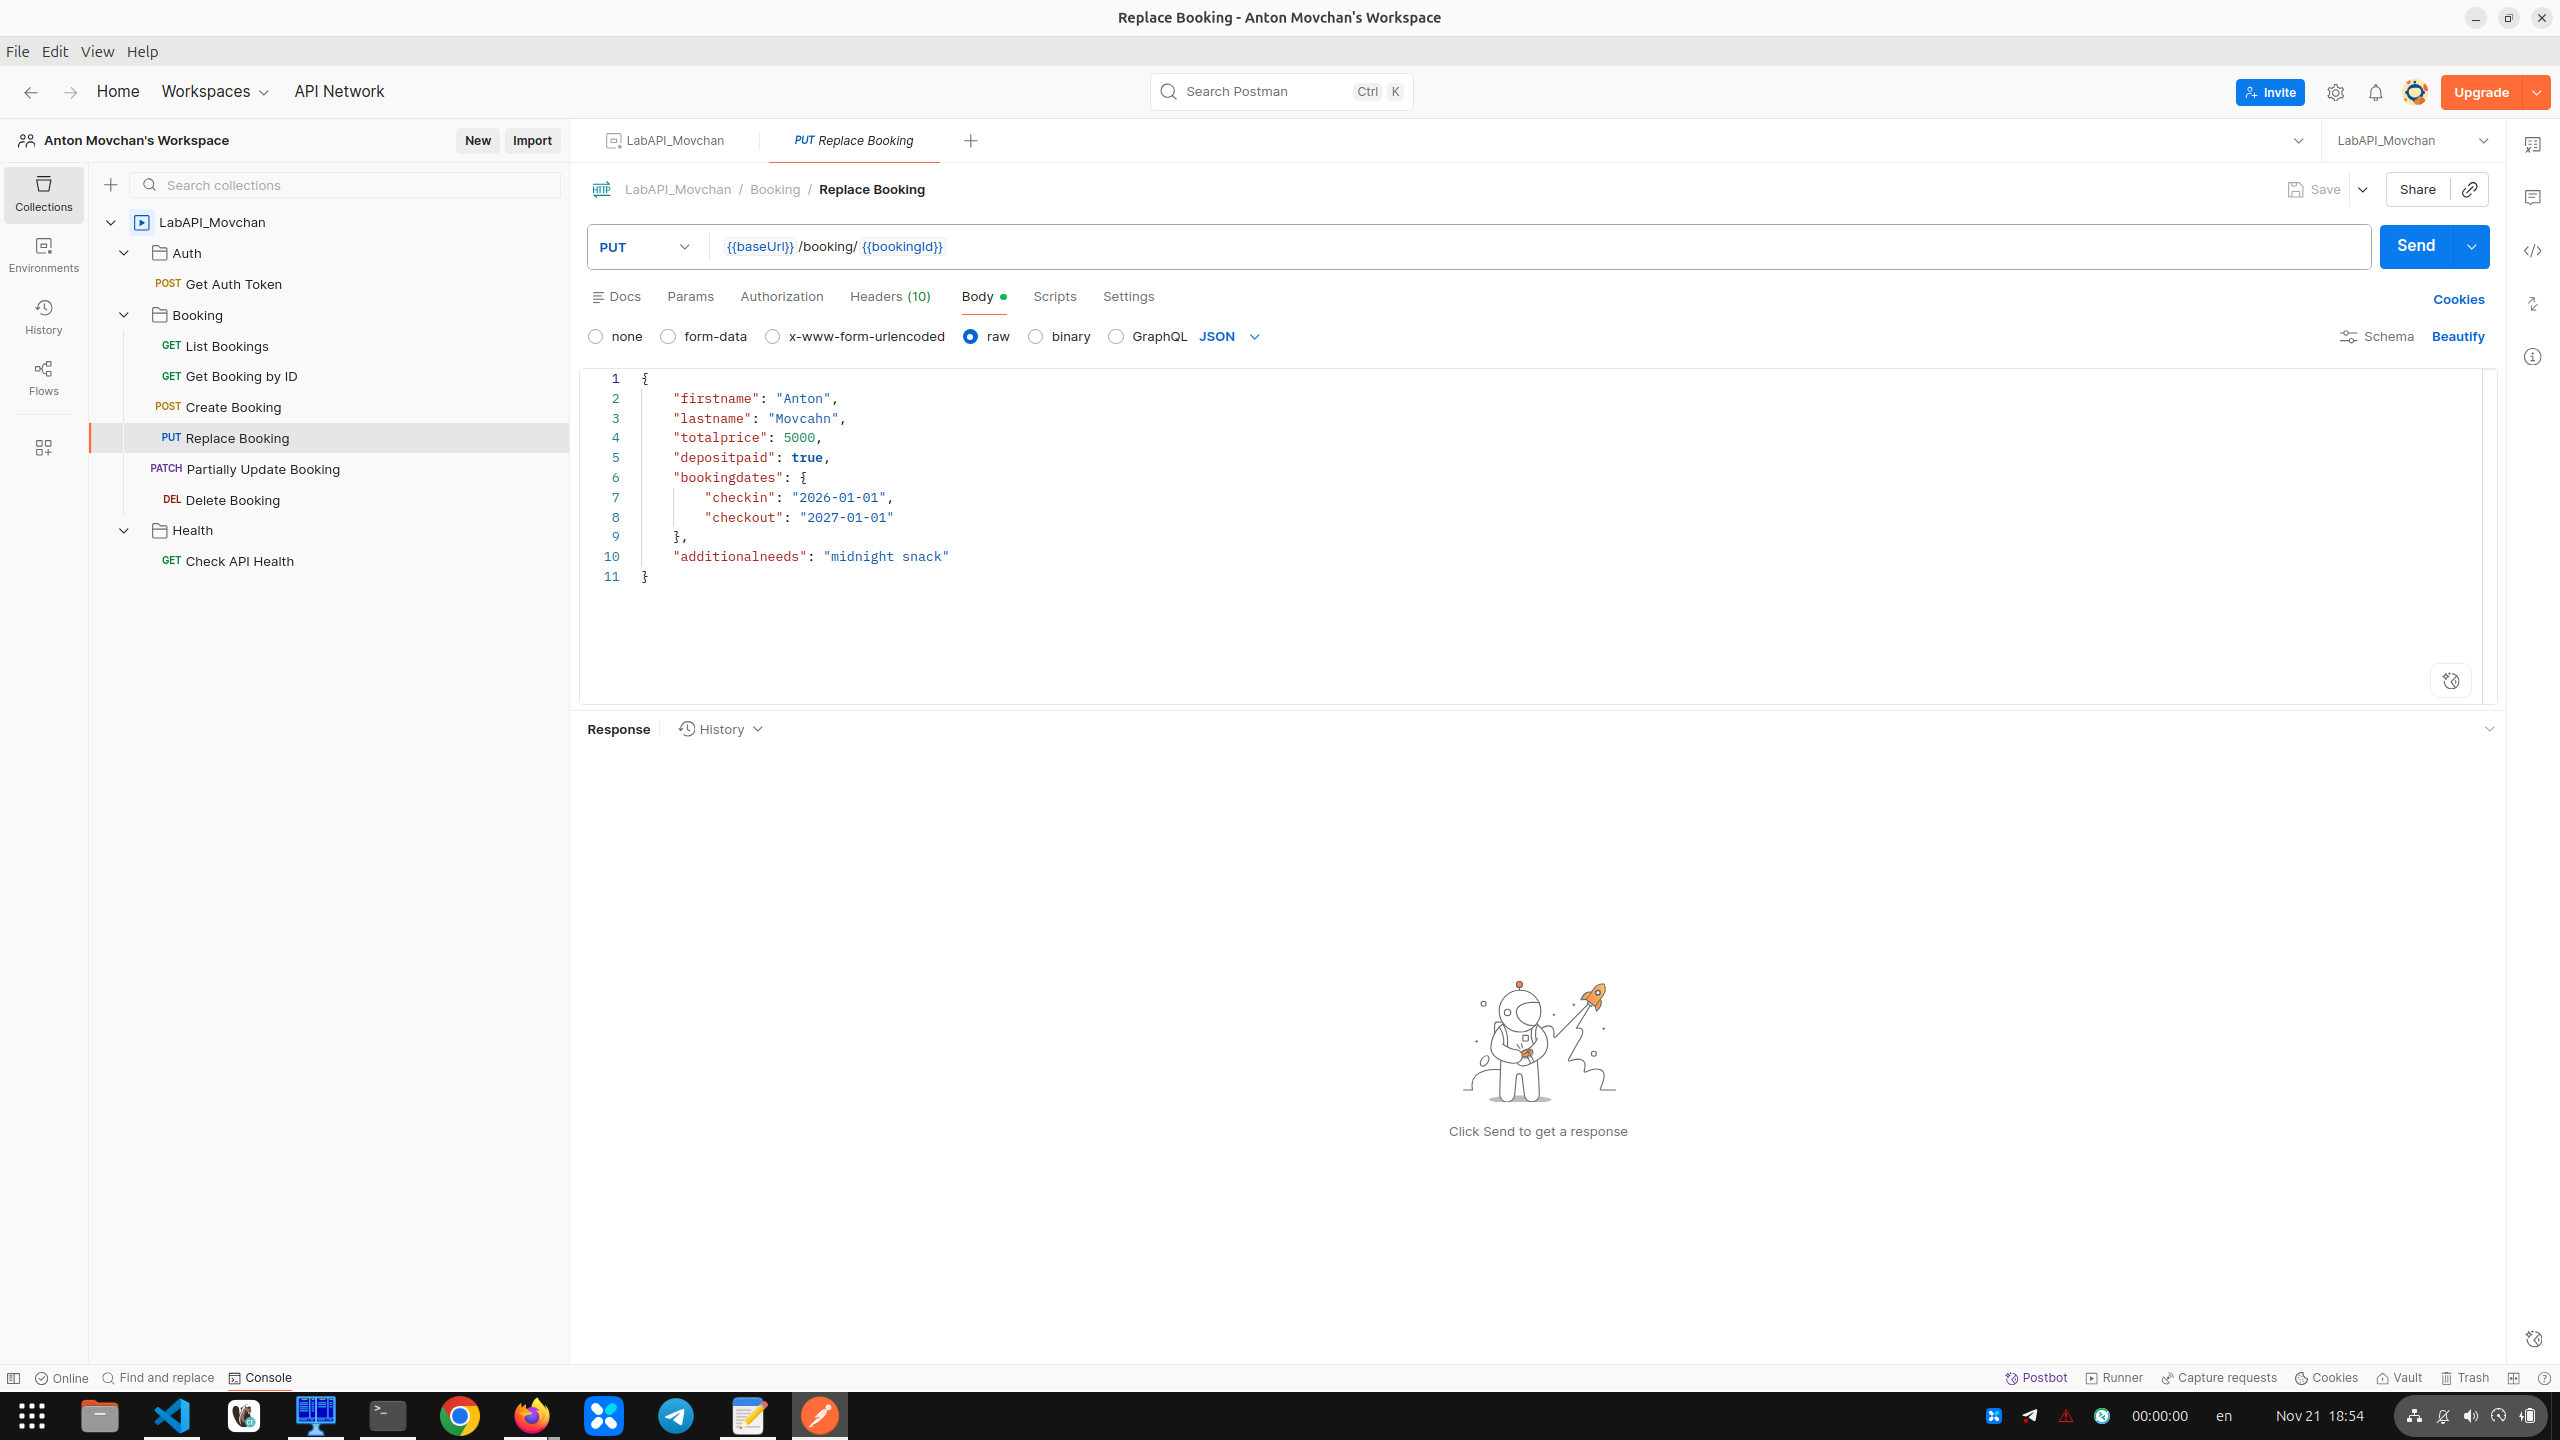 Replace Booking - Anton Movchan's Workspace
File Edit View Help
Home Workspaces API Network
Search Postman Ctrl K
Invite
Upgrade
Anton Movchan's Workspace
New Import
LabAPI_Movchan
PUT Replace Booking
LabAPI_Movchan
Collections
Environments
History
Flows
Search collections
LabAPI_Movchan
Auth
POST Get Auth Token
Booking
GET List Bookings
GET Get Booking by ID
POST Create Booking
PUT Replace Booking
PATCH Partially Update Booking
DEL Delete Booking
Health
GET Check API Health
HTTP LabAPI_Movchan / Booking / Replace Booking
Save
Share
PUT {{baseUrl}} /booking/ {{bookingId}}
Send
Docs Params Authorization Headers (10) Body Scripts Settings
Cookies
none form-data x-www-form-urlencoded raw binary GraphQL JSON
Schema Beautify
1 {
2 "firstname": "Anton",
3 "lastname": "Movcahn",
4 "totalprice": 5000,
5 "depositpaid": true,
6 "bookingdates": {
7 "checkin": "2026-01-01",
8 "checkout": "2027-01-01"
9 },
10 "additionalneeds": "midnight snack"
11 }
Response History
Click Send to get a response
Online Find and replace Console
Postbot Runner Capture requests Cookies Vault Trash
00:00:00 en Nov 21 18:54